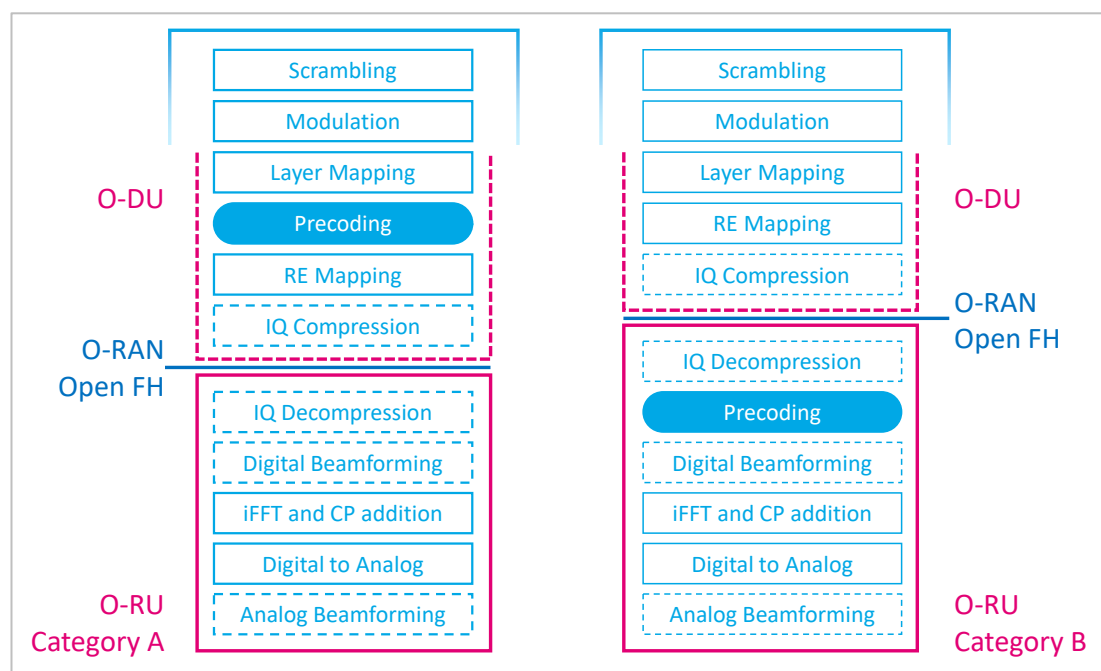 Scrambling
Modulation
Layer Mapping
O-DU
Precoding
RE Mapping
IQ Compression
O-RAN
Open FH
IQ Decompression
Digital Beamforming
iFFT and CP addition
Digital to Analog
Analog Beamforming
O-RU
Category A
Scrambling
Modulation
Layer Mapping
O-DU
RE Mapping
IQ Compression
O-RAN
Open FH
IQ Decompression
Precoding
Digital Beamforming
iFFT and CP addition
Digital to Analog
Analog Beamforming
O-RU
Category B